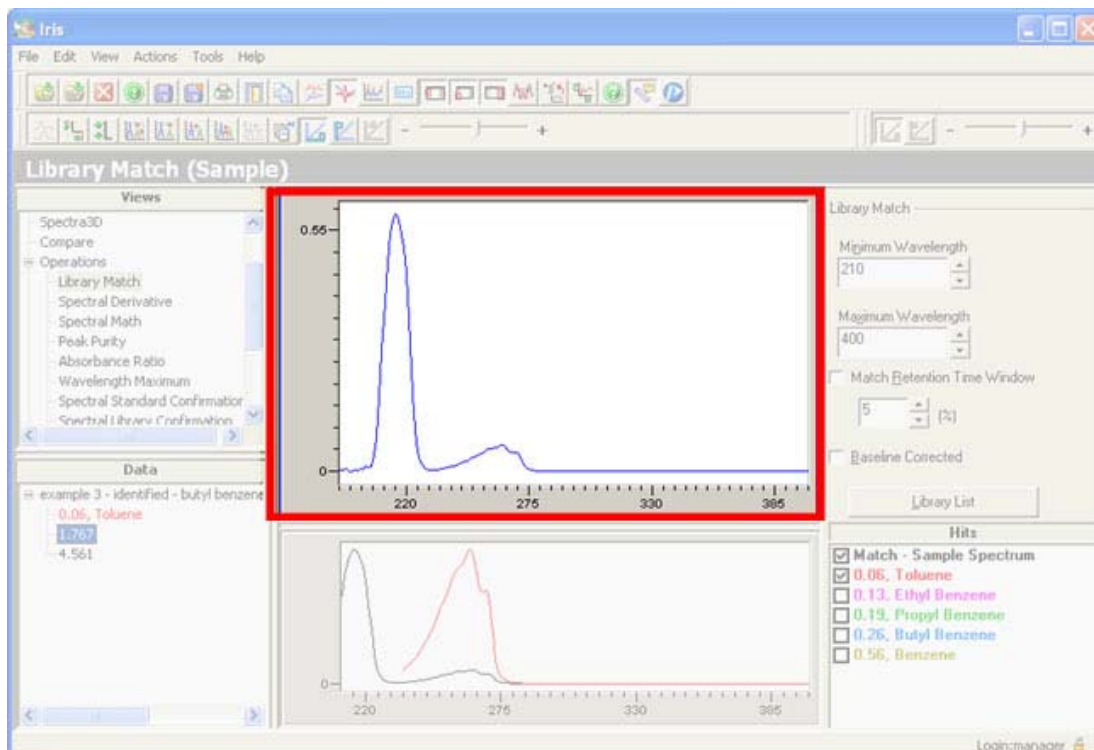 Iris
File Edit View Actions Tools Help
- +
- +
Library Match (Sample)
Views
Spectra3D
Compare
Operations
Library Match
Spectral Derivative
Spectral Math
Peak Purity
Absorbance Ratio
Wavelength Maximum
Spectral Standard Confirmation
Spectral Library Confirmation
Data
example 3 - identified - butyl benzene
0.06, Toluene
1.767
4.561
0.55
0
220 275 330 385
0
220 275 330 385
Library Match
Minimum Wavelength
210
Maximum Wavelength
400
Match Retention Time Window
5 (%)
Baseline Corrected
Library List
Hits
Match - Sample Spectrum
0.06, Toluene
0.13, Ethyl Benzene
0.19, Propyl Benzene
0.26, Butyl Benzene
0.56, Benzene
Login:manager